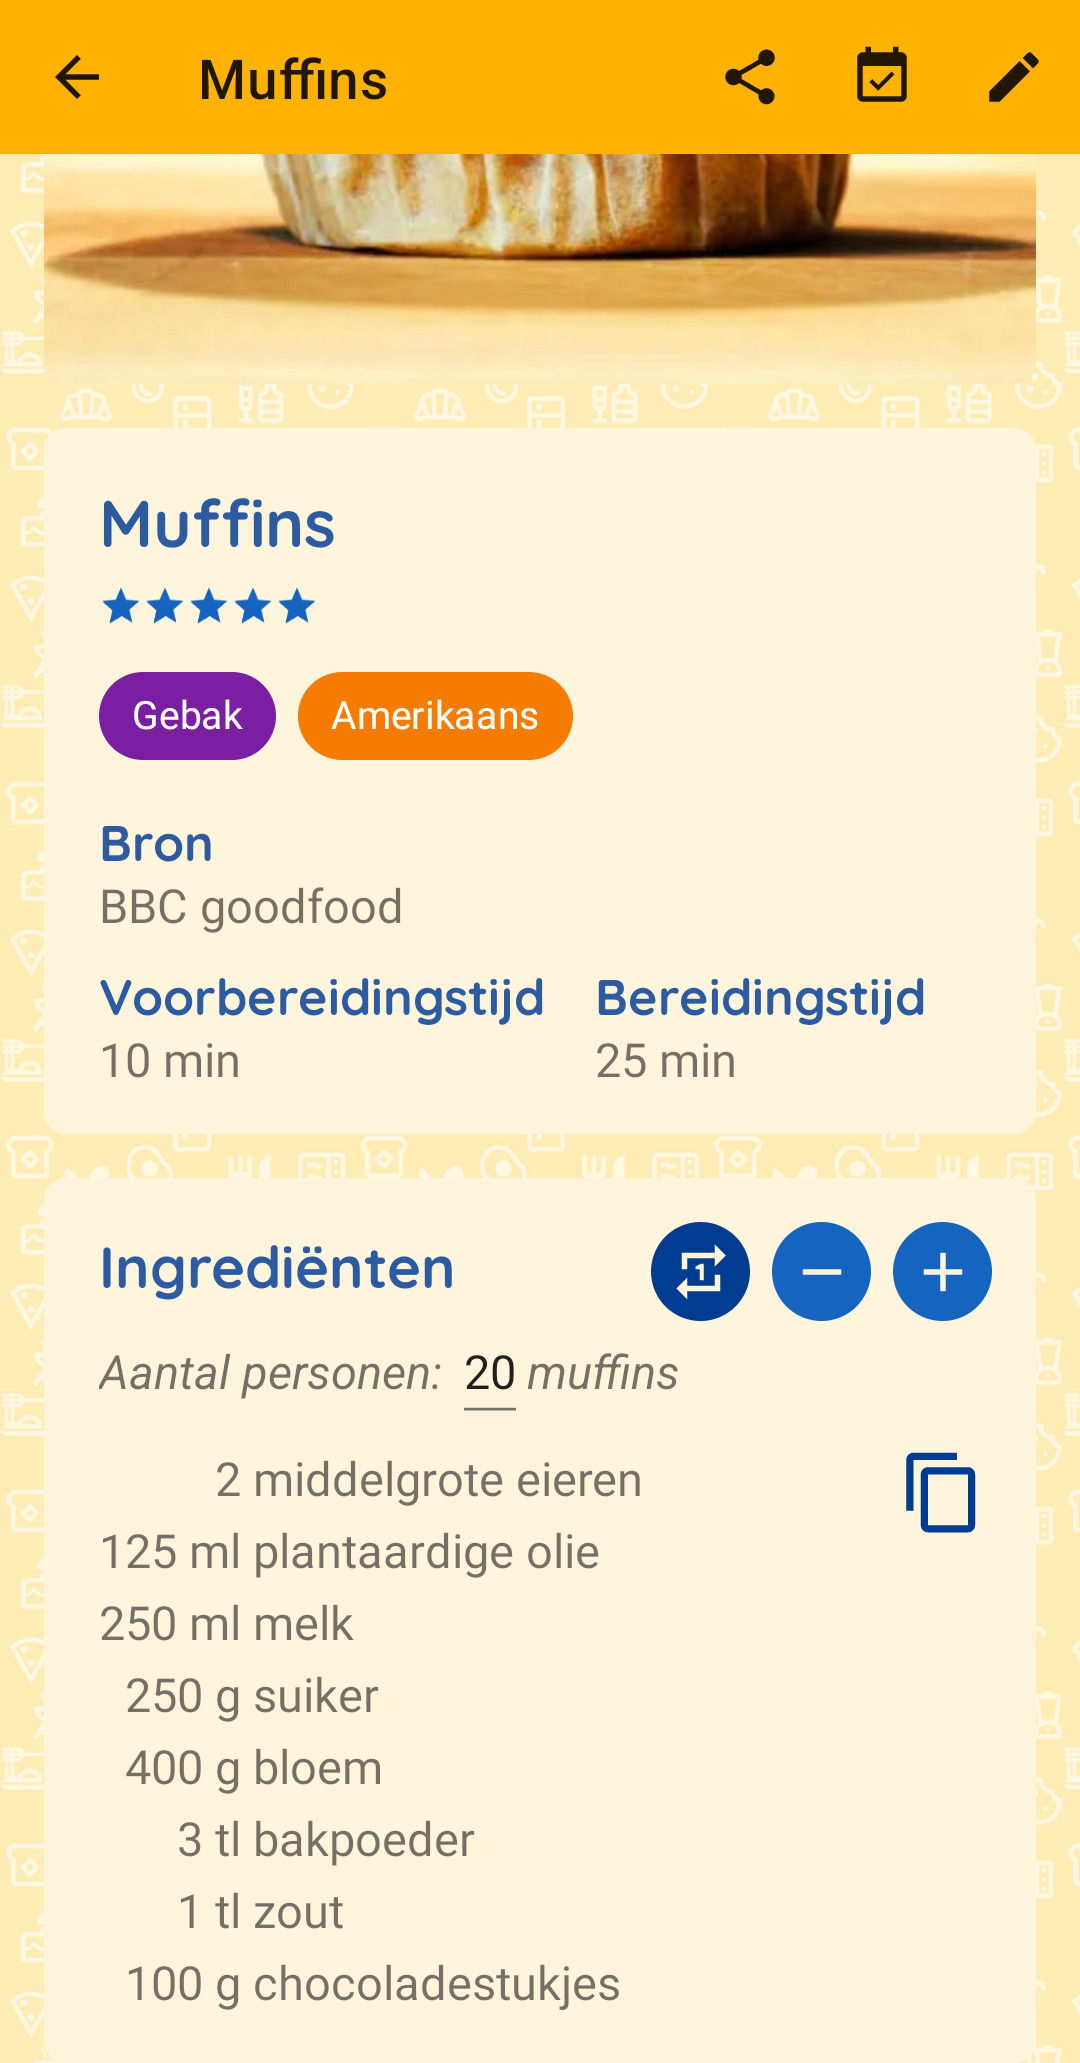 Muffins
Muffins
Gebak Amerikaans
Bron
BBC goodfood
Voorbereidingstijd Bereidingstijd
10 min 25 min
Ingrediënten 1
Aantal personen: 20 muffins
2 middelgrote eieren
125 ml plantaardige olie
250 ml melk
250 g suiker
400 g bloem
3 tl bakpoeder
1 tl zout
100 g chocoladestukjes